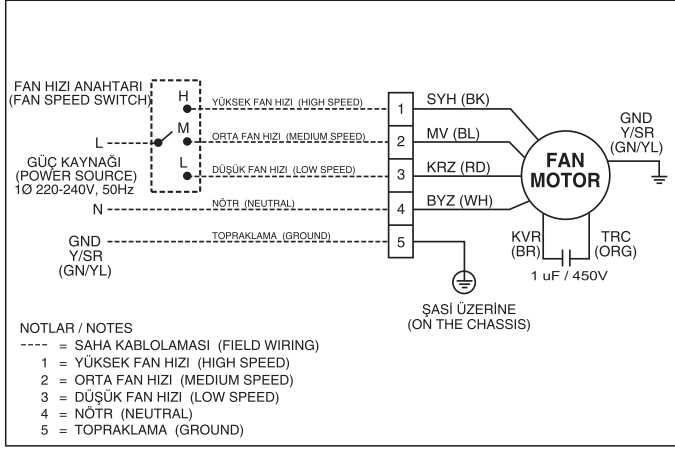 FAN HIZI ANAHTARI
(FAN SPEED SWITCH)
H
M
L
L
GÜÇ KAYNAĞI
(POWER SOURCE)
1Ø 220-240V, 50Hz
N
GND
Y/SR
(GN/YL)
YÜKSEK FAN HIZI (HIGH SPEED)
ORTA FAN HIZI (MEDIUM SPEED)
DÜŞÜK FAN HIZI (LOW SPEED)
NÖTR (NEUTRAL)
TOPRAKLAMA (GROUND)
1
2
3
4
5
SYH (BK)
MV (BL)
KRZ (RD)
BYZ (WH)
FAN
MOTOR
GND
Y/SR
(GN/YL)
KVR
(BR)
TRC
(ORG)
1 uF / 450V
ŞASİ ÜZERİNE
(ON THE CHASSIS)
NOTLAR / NOTES
---- = SAHA KABLOLAMASI (FIELD WIRING)
1 = YÜKSEK FAN HIZI (HIGH SPEED)
2 = ORTA FAN HIZI (MEDIUM SPEED)
3 = DÜŞÜK FAN HIZI (LOW SPEED)
4 = NÖTR (NEUTRAL)
5 = TOPRAKLAMA (GROUND)